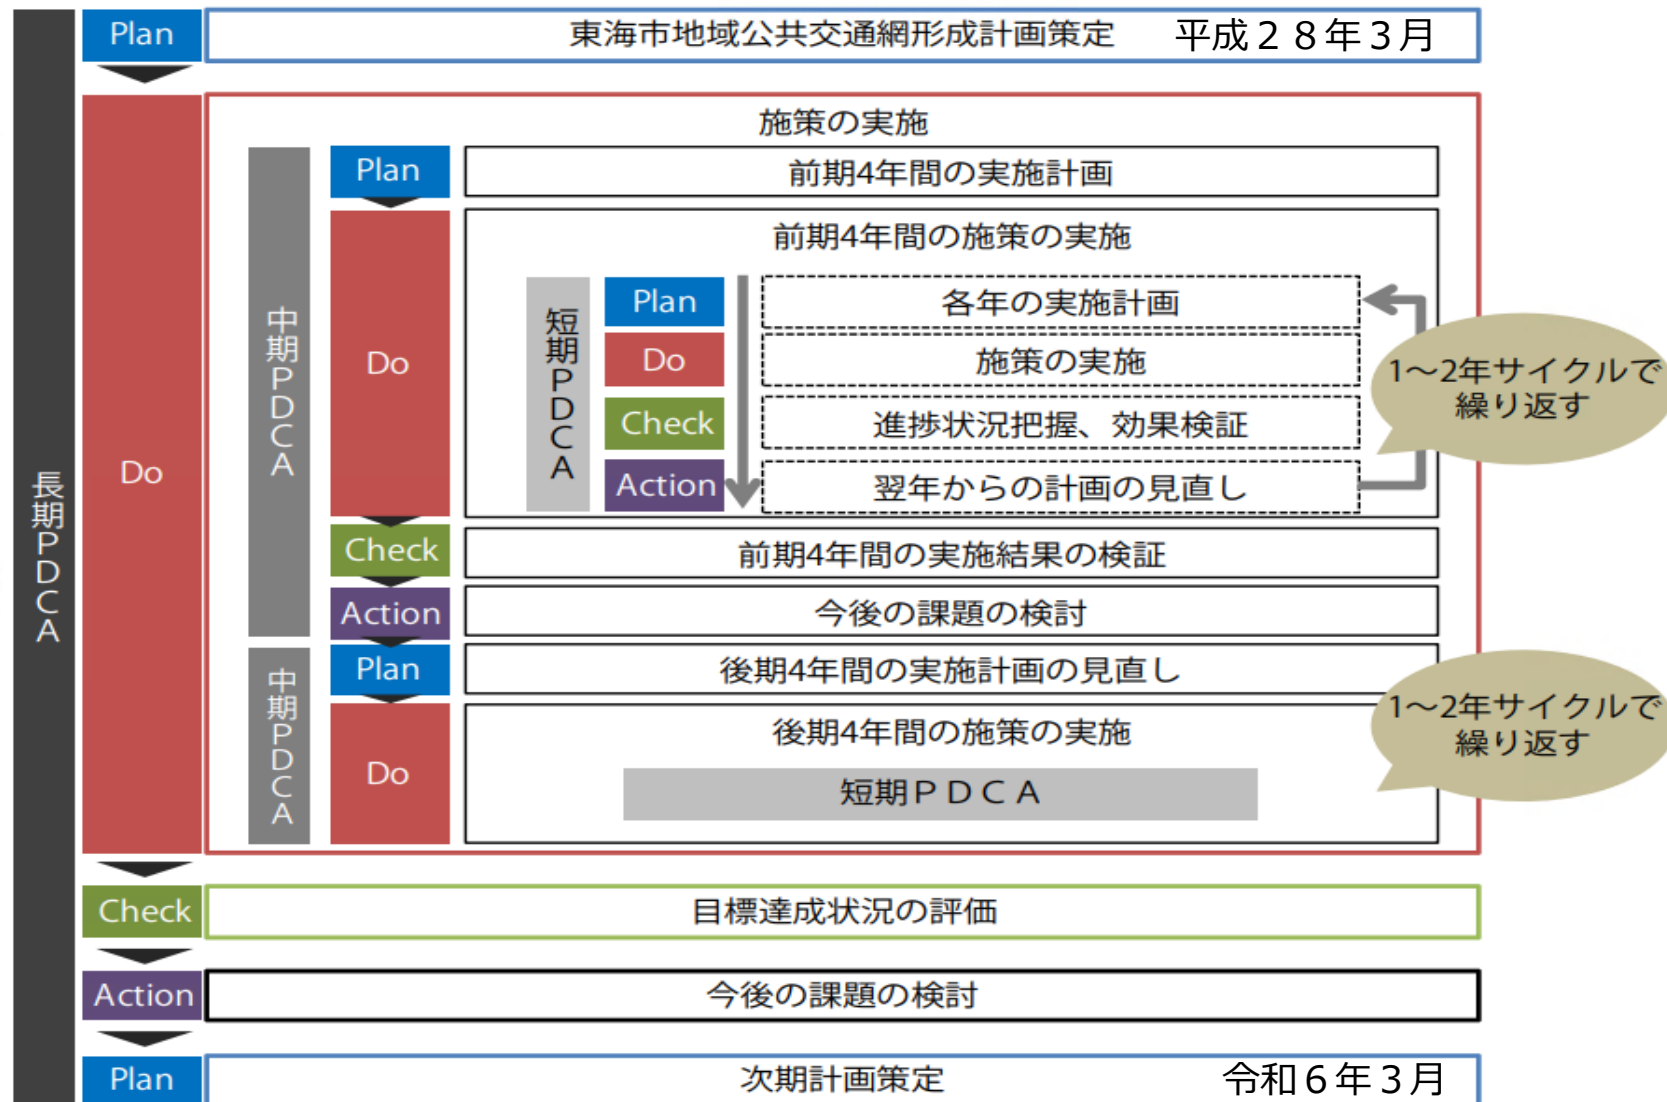 長期PDCA
Plan
東海市地域公共交通網形成計画策定 平成２８年３月
Do
施策の実施
中期PDCA
Plan
前期4年間の実施計画
Do
前期4年間の施策の実施
短期PDCA
Plan
各年の実施計画
Do
施策の実施
Check
進捗状況把握、効果検証
Action
翌年からの計画の見直し
1～2年サイクルで
繰り返す
Check
前期4年間の実施結果の検証
Action
今後の課題の検討
中期PDCA
Plan
後期4年間の実施計画の見直し
Do
後期4年間の施策の実施
短期ＰＤＣＡ
1～2年サイクルで
繰り返す
Check
目標達成状況の評価
Action
今後の課題の検討
Plan
次期計画策定 令和６年３月